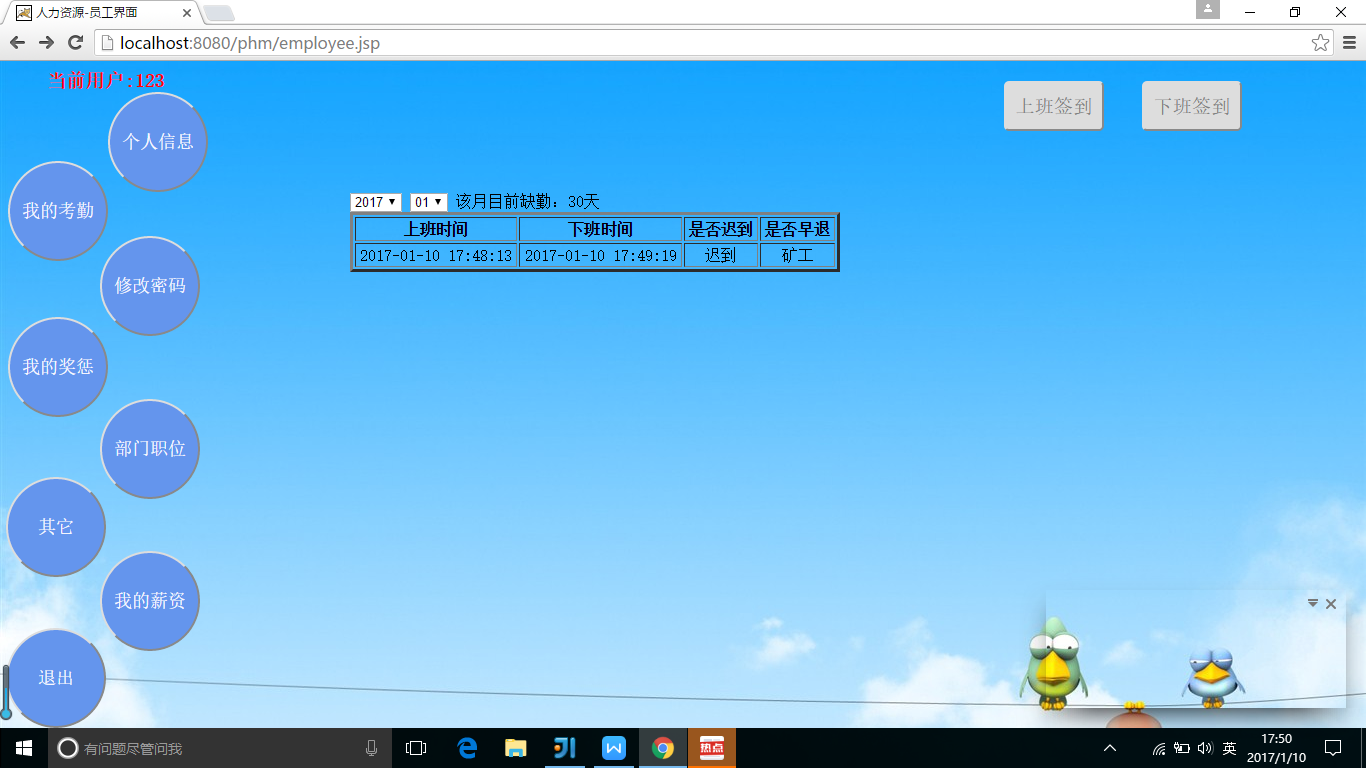 人力资源-员工界面
localhost:8080/phm/employee.jsp
当前用户:123
上班签到 下班签到
个人信息
我的考勤
2017 01 该月目前缺勤：30天
上班时间 下班时间 是否迟到 是否早退
2017-01-10 17:48:13 2017-01-10 17:49:19 迟到 矿工
修改密码
我的奖惩
部门职位
其它
我的薪资
退出
有问题尽管问我
热点
英
17:50
2017/1/10